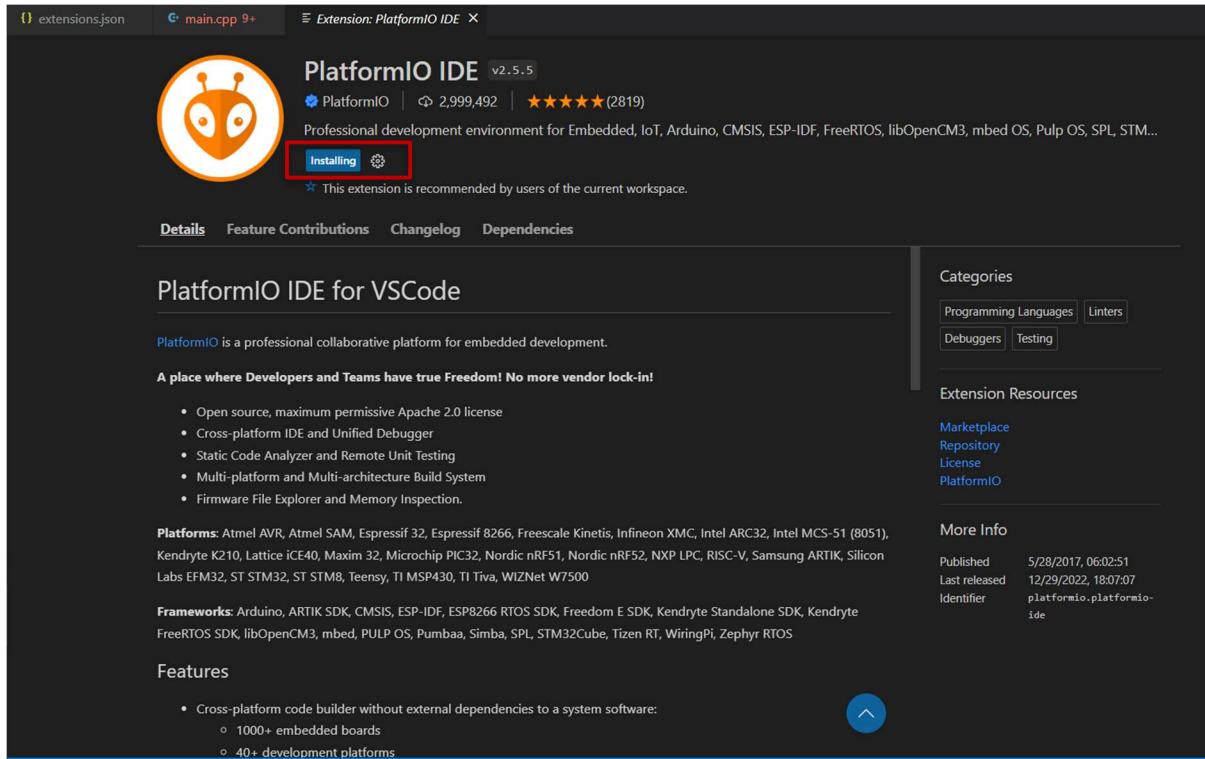 {} extensions.json
main.cpp 9+
Extension: PlatformIO IDE ×
PlatformIO IDE v2.5.5
PlatformIO 2,999,492 ★★★★★(2819)
Professional development environment for Embedded, IoT, Arduino, CMSIS, ESP-IDF, FreeRTOS, libOpenCM3, mbed OS, Pulp OS, SPL, STM...
Installing
This extension is recommended by users of the current workspace.
Details Feature Contributions Changelog Dependencies
PlatformIO IDE for VSCode
PlatformIO is a professional collaborative platform for embedded development.
A place where Developers and Teams have true Freedom! No more vendor lock-in!
• Open source, maximum permissive Apache 2.0 license
• Cross-platform IDE and Unified Debugger
• Static Code Analyzer and Remote Unit Testing
• Multi-platform and Multi-architecture Build System
• Firmware File Explorer and Memory Inspection.
Platforms: Atmel AVR, Atmel SAM, Espressif 32, Espressif 8266, Freescale Kinetis, Infineon XMC, Intel ARC32, Intel MCS-51 (8051),
Kendryte K210, Lattice iCE40, Maxim 32, Microchip PIC32, Nordic nRF51, Nordic nRF52, NXP LPC, RISC-V, Samsung ARTIK, Silicon
Labs EFM32, ST STM32, ST STM8, Teensy, TI MSP430, TI Tiva, WIZNet W7500
Frameworks: Arduino, ARTIK SDK, CMSIS, ESP-IDF, ESP8266 RTOS SDK, Freedom E SDK, Kendryte Standalone SDK, Kendryte
FreeRTOS SDK, libOpenCM3, mbed, PULP OS, Pumbaa, Simba, SPL, STM32Cube, Tizen RT, WiringPi, Zephyr RTOS
Features
• Cross-platform code builder without external dependencies to a system software:
◦ 1000+ embedded boards
◦ 40+ development platforms
Categories
Programming Languages Linters
Debuggers Testing
Extension Resources
Marketplace
Repository
License
PlatformIO
More Info
Published 5/28/2017, 06:02:51
Last released 12/29/2022, 18:07:07
Identifier platformio.platformio-
ide